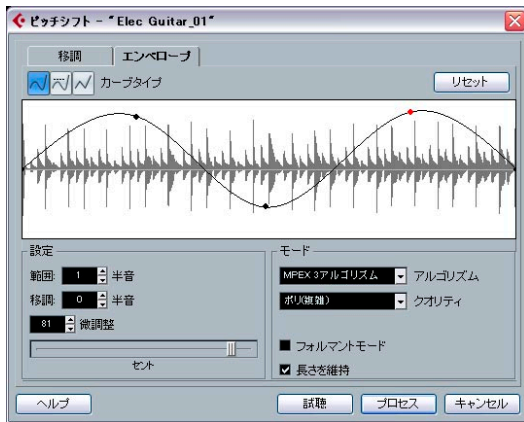 ピッチシフト - "Elec Guitar_01"
移調 エンベロープ
カーブタイプ リセット
設定
範囲: 1 半音
移調: 0 半音
81 微調整
セント
モード
MPEX 3アルゴリズム アルゴリズム
ポリ(複雑) クオリティ
フォルマントモード
長さを維持
ヘルプ 試聴 プロセス キャンセル